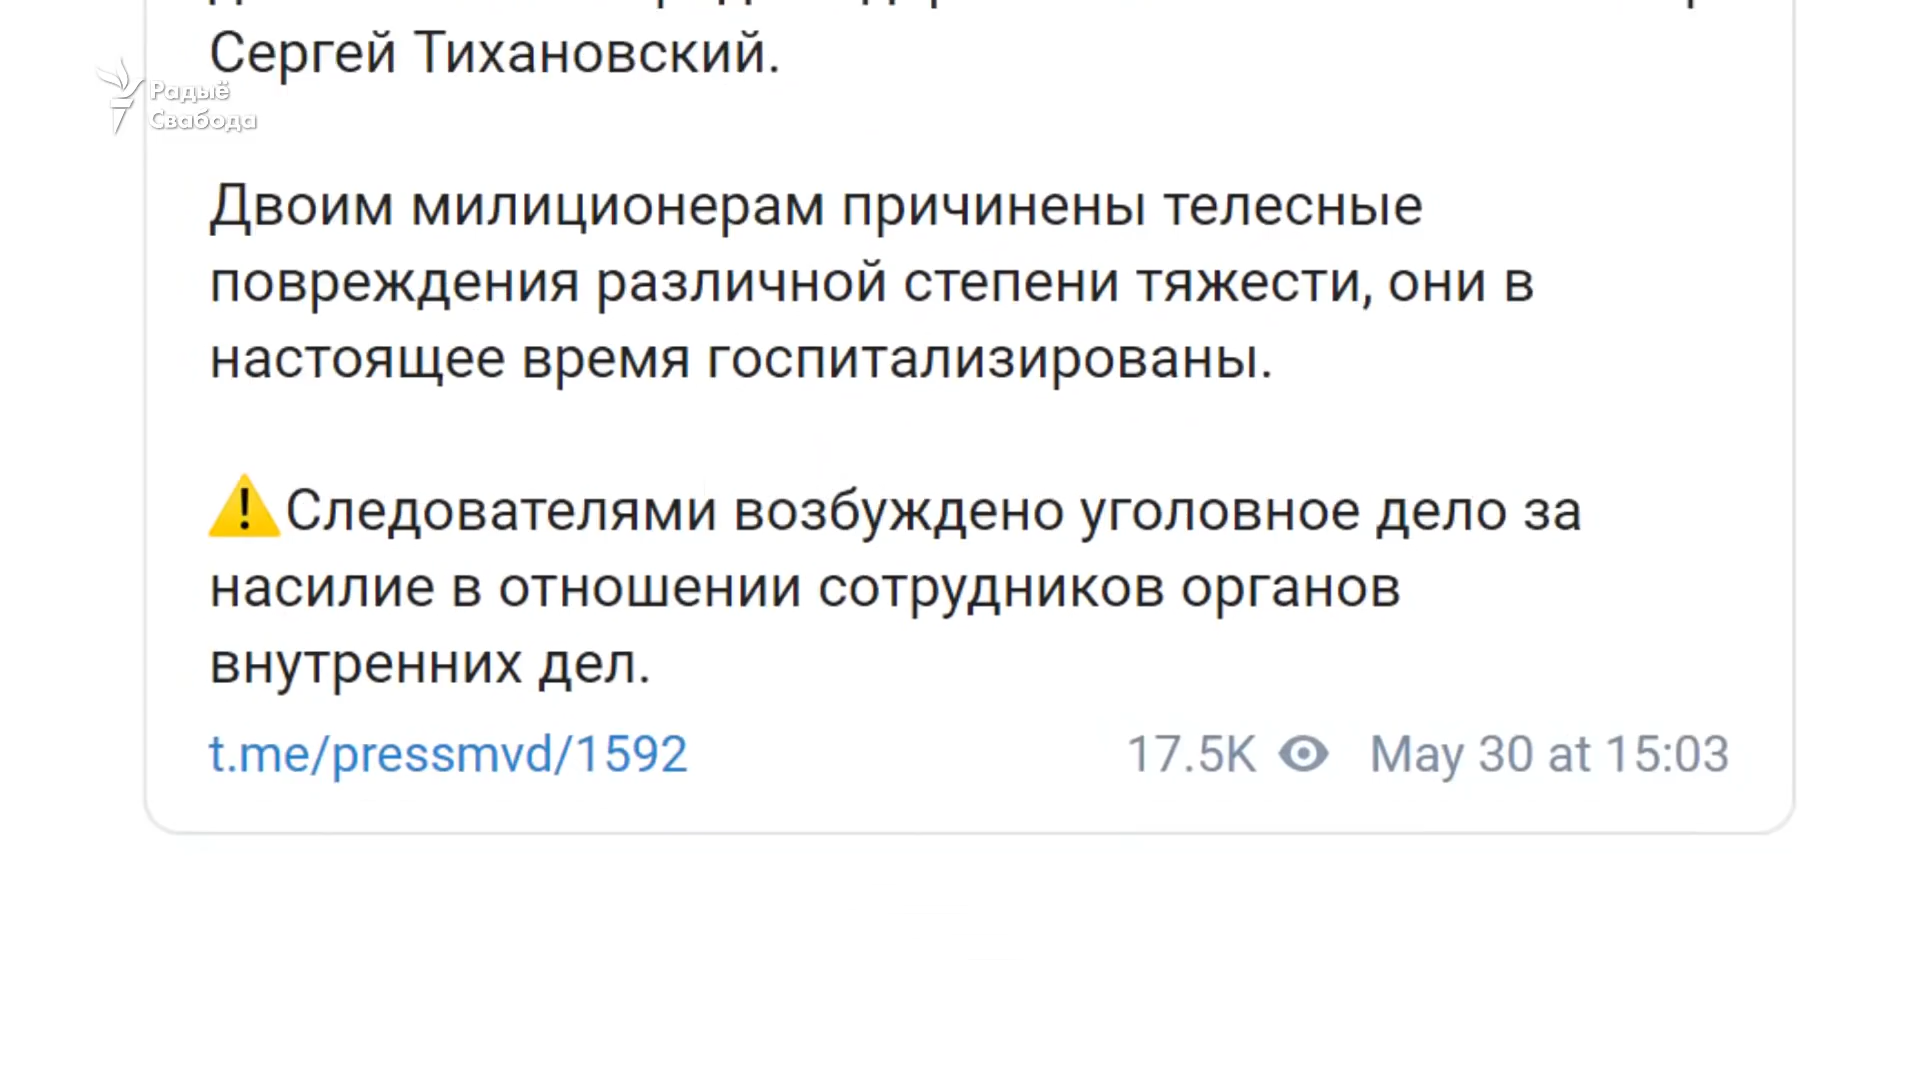 Сергей Тихановский.
Радыё
Свабода
Двоим милиционерам причинены телесные
повреждения различной степени тяжести, они в
настоящее время госпитализированы.
Следователями возбуждено уголовное дело за
насилие в отношении сотрудников органов
внутренних дел.
t.me/pressmvd/1592
17.5K May 30 at 15:03